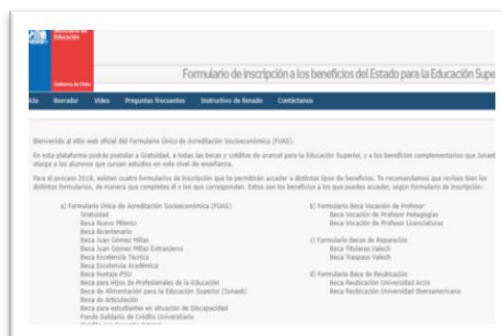 Ministerio de
Educación
Gobierno de Chile
Formulario de inscripción a los beneficios del Estado para la Educación Supe
icio Borrador Video Preguntas frecuentes Instructivo de llenado Contáctanos
Bienvenido al sitio web oficial del Formulario Único de Acreditación Socioeconómica (FUAS).
En esta plataforma podrás postular a Gratuidad, a todas las becas y créditos de arancel para la Educación Superior, y a los beneficios complementarios que Junaeb
otorga a los alumnos que cursan estudios en este nivel de enseñanza.
Para el proceso 2018, existen cuatro formularios de inscripción que te permitirán acceder a distintos tipos de beneficios. Te recomendamos que revises bien los
distintos formularios, de manera que completes él o los que correspondan. Estos son los beneficios a los que puedes acceder, según formulario de inscripción:
a) Formulario Único de Acreditación Socioeconómica (FUAS)
Gratuidad
Beca Nuevo Milenio
Beca Bicentenario
Beca Juan Gómez Millas
Beca Juan Gómez Millas Extranjeros
Beca Excelencia Técnica
Beca Excelencia Académica
Beca Puntaje PSU
Beca para Hijos de Profesionales de la Educación
Beca de Alimentación para la Educación Superior (Junaeb)
Beca de Articulación
Beca para estudiantes en situación de Discapacidad
Fondo Solidario de Crédito Universitario
b) Formulario Beca Vocación de Profesor
Beca Vocación de Profesor Pedagogías
Beca Vocación de Profesor Licenciaturas
c) Formulario Becas de Reparación
Beca Titulares Valech
Beca Traspaso Valech
d) Formulario Beca de Reubicación
Beca Reubicación Universidad Arcis
Beca Reubicación Universidad Iberoamericana